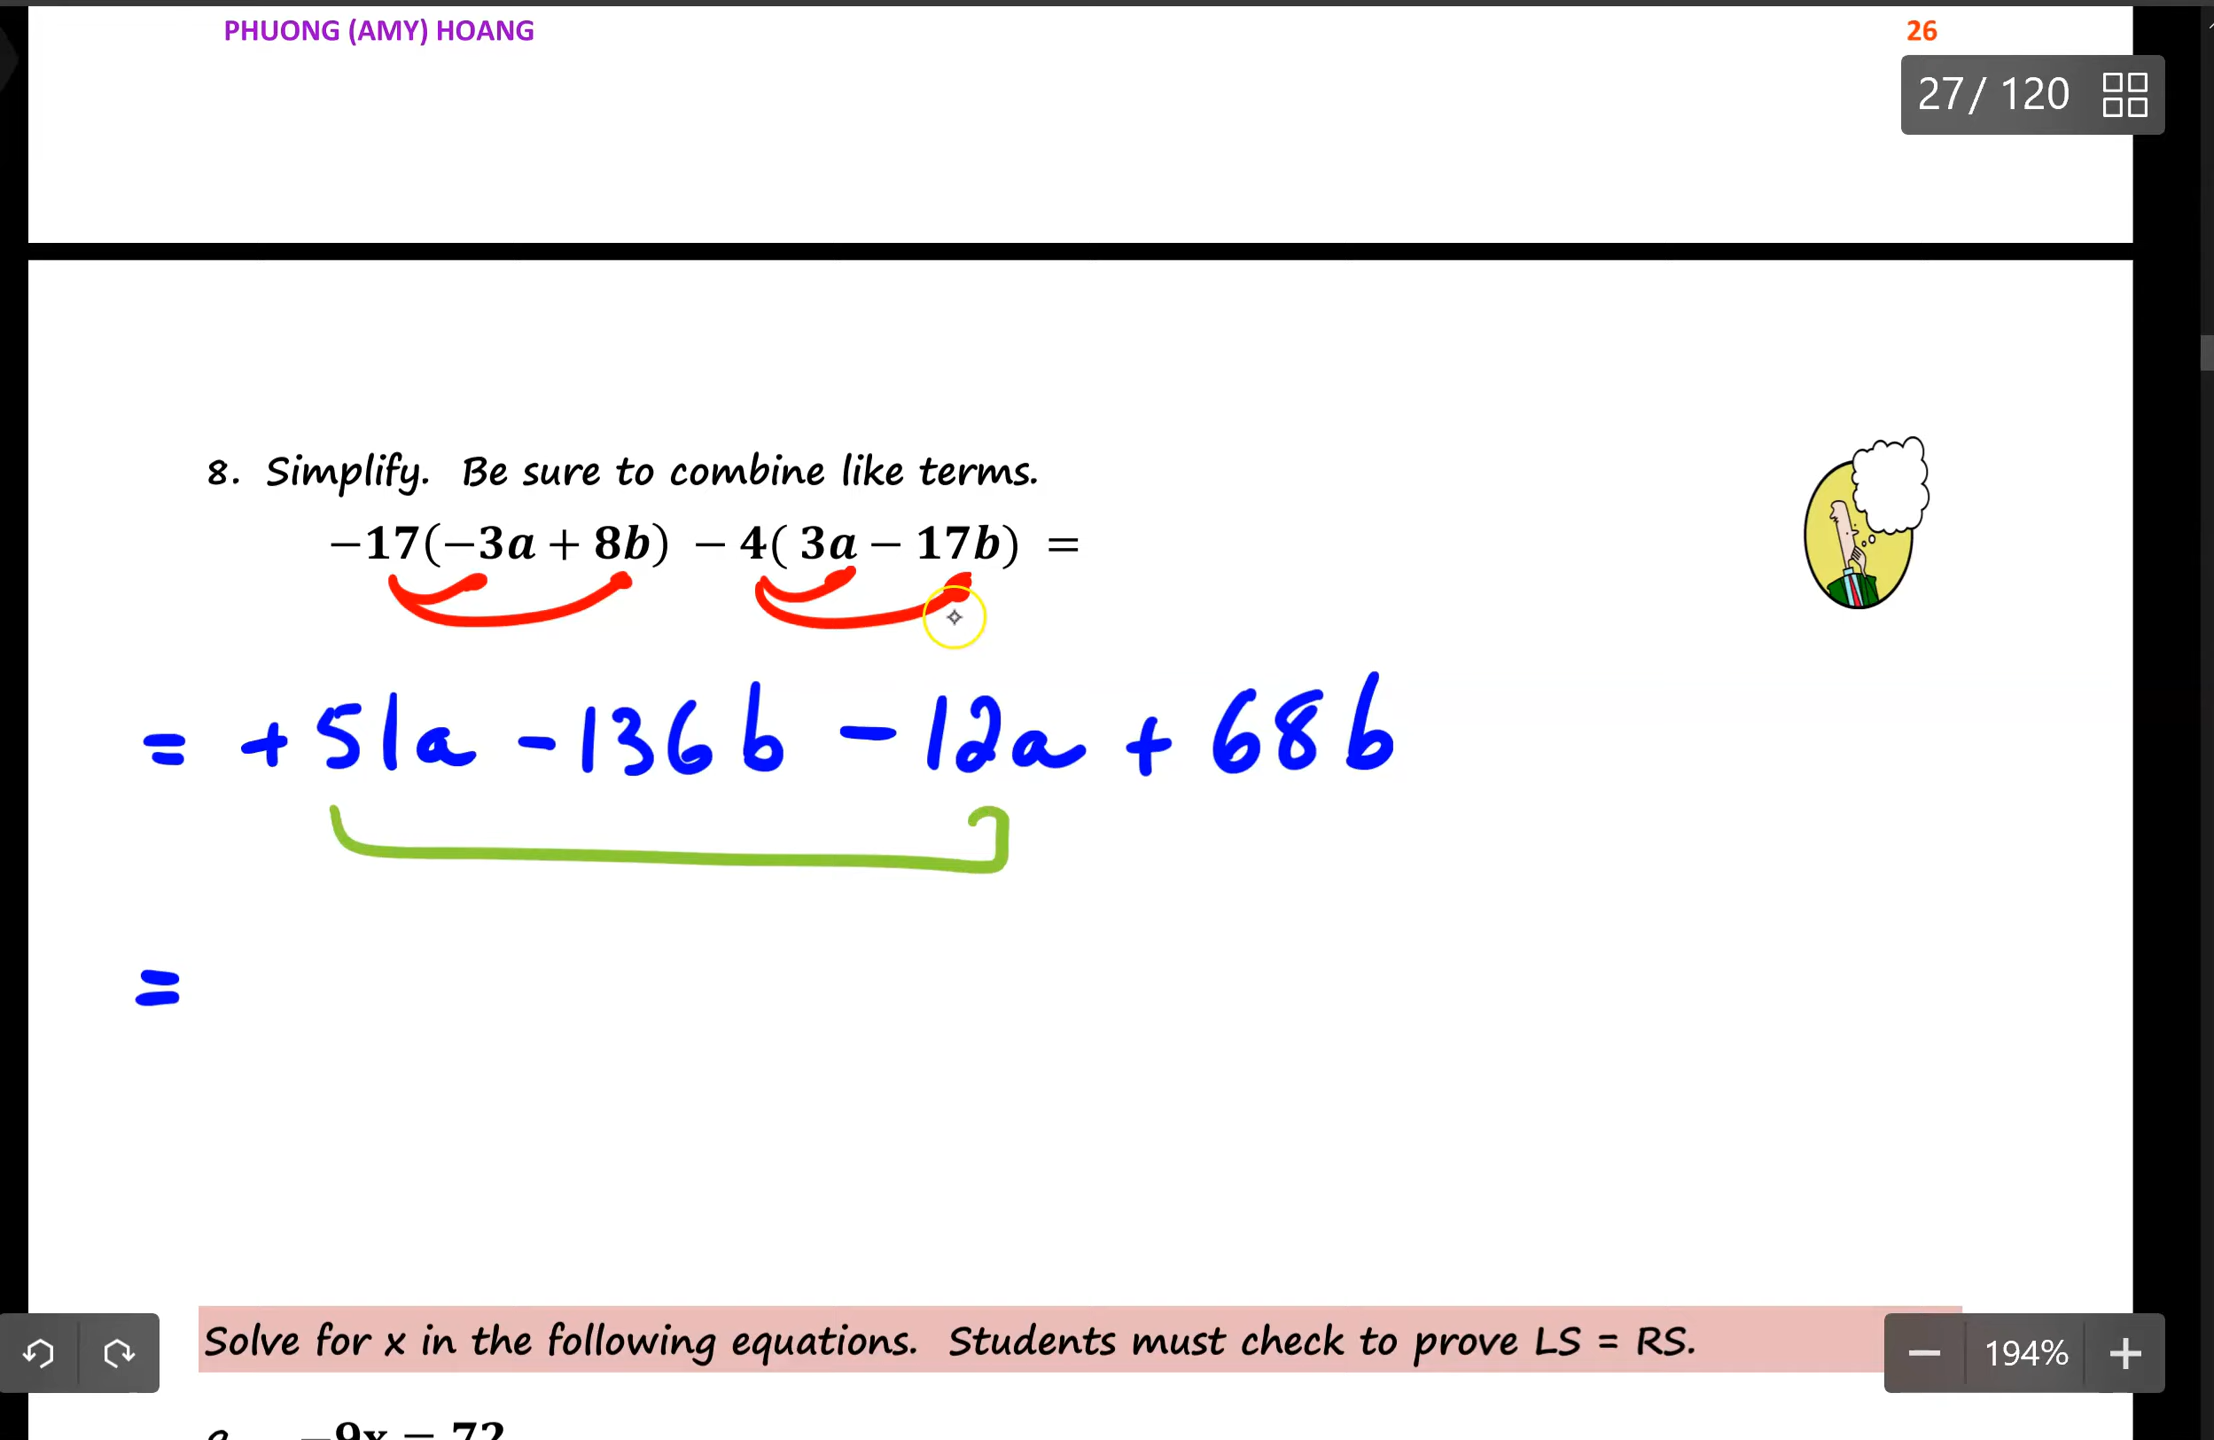 PHUONG (AMY) HOANG 26
27/ 120
8. Simplify. Be sure to combine like terms.
−17(−3a + 8b) − 4( 3a − 17b) =
= +51a −136b −12a + 68b
=
Solve for x in the following equations. Students must check to prove LS = RS.
194%
−9x = 72